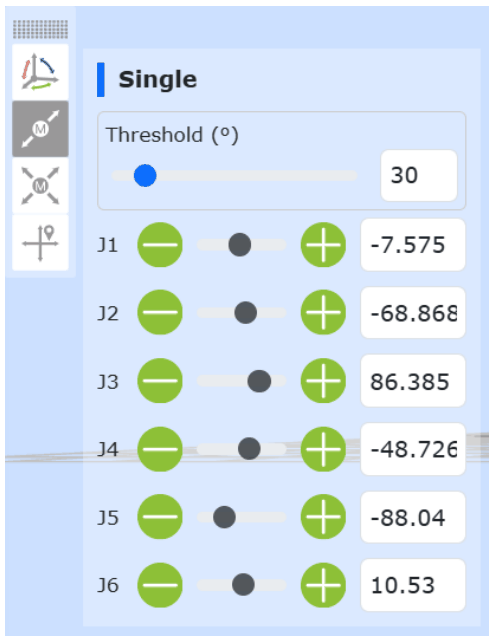 Single
Threshold (º)
30
J1 -7.575
J2 -68.868
J3 86.385
J4 -48.726
J5 -88.04
J6 10.53
M
M